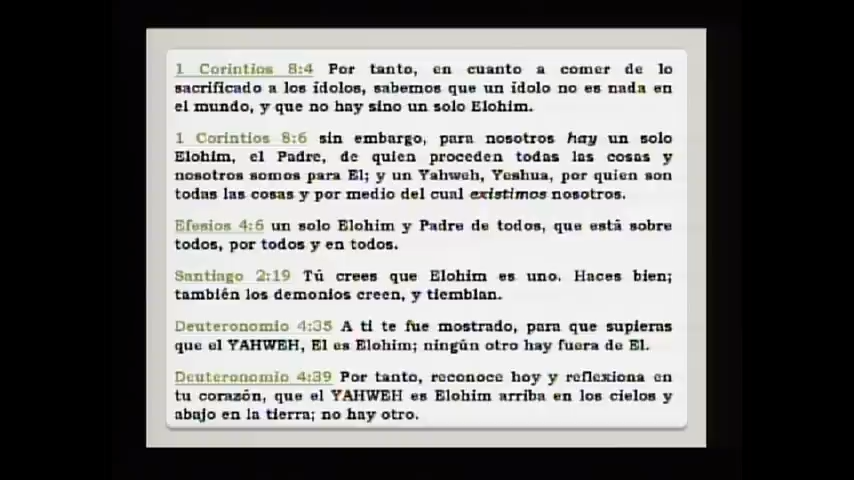 1 Corintios 8:4 Por tanto, en cuanto a comer de lo
sacrificado a los ídolos, sabemos que un ídolo no es nada en
el mundo, y que no hay sino un solo Elohim.
1 Corintios 8:6 sin embargo, para nosotros hay un solo
Elohim, el Padre, de quien proceden todas las cosas y
nosotros somos para El; y un Yahweh, Yeshua, por quien son
todas las cosas y por medio del cual existimos nosotros.
Efesios 4:6 un solo Elohim y Padre de todos, que está sobre
todos, por todos y en todos.
Santiago 2:19 Tú crees que Elohim es uno. Haces bien;
también los demonios creen, y tiemblan.
Deuteronomio 4:35 A ti te fue mostrado, para que supieras
que el YAHWEH, El es Elohim; ningún otro hay fuera de El.
Deuteronomio 4:39 Por tanto, reconoce hoy y reflexiona en
tu corazón, que el YAHWEH es Elohim arriba en los cielos y
abajo en la tierra; no hay otro.